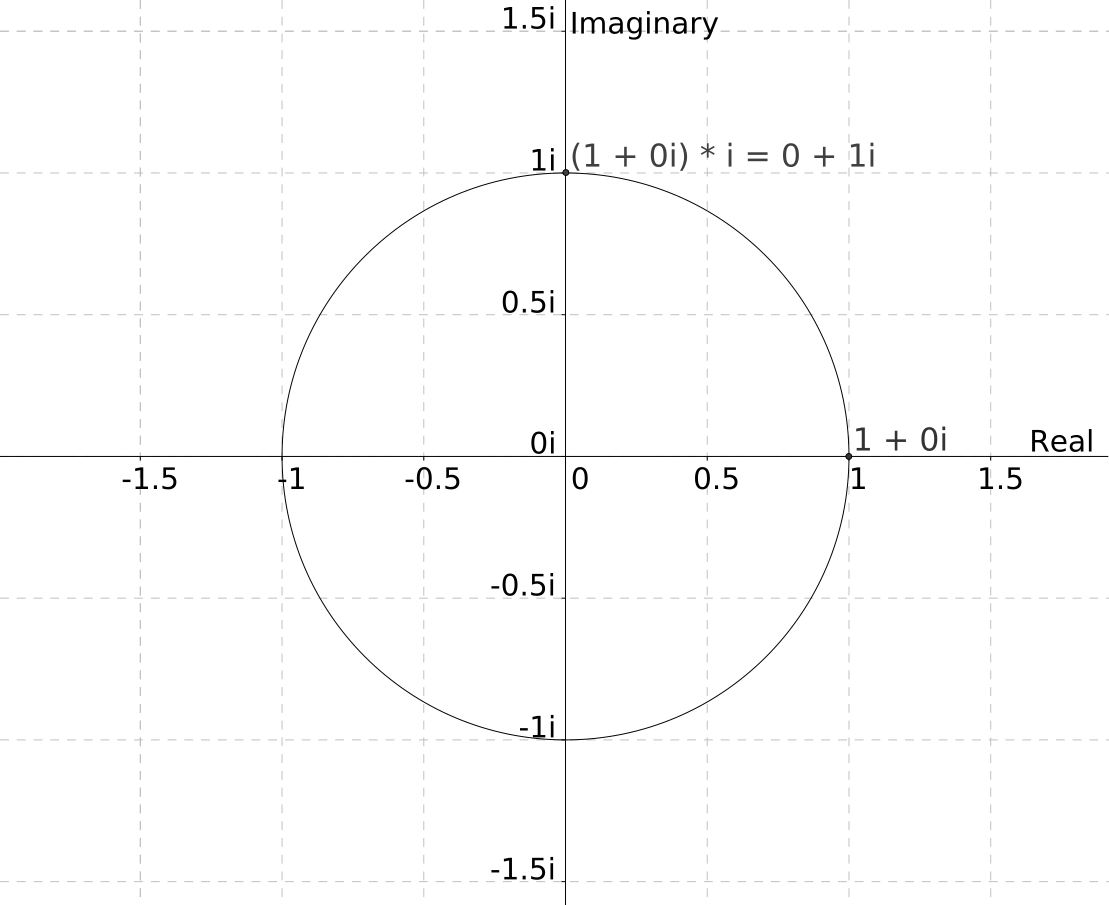 1.5i Imaginary
1i (1 + 0i) * i = 0 + 1i
0.5i
0i 1 + 0i Real
-1.5 -1 -0.5 0 0.5 1 1.5
-0.5i
-1i
-1.5i